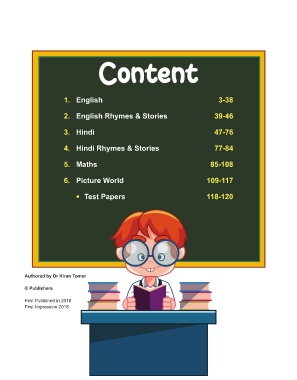 Content
1. English 3-38
2. English Rhymes & Stories 39-46
3. Hindi 47-76
4. Hindi Rhymes & Stories 77-84
5. Maths 85-108
6. Picture World 109-117
• Test Papers 118-120
Authored by Dr Kiran Tomer
© Publishers
First Published in 2018
First Impression 2018